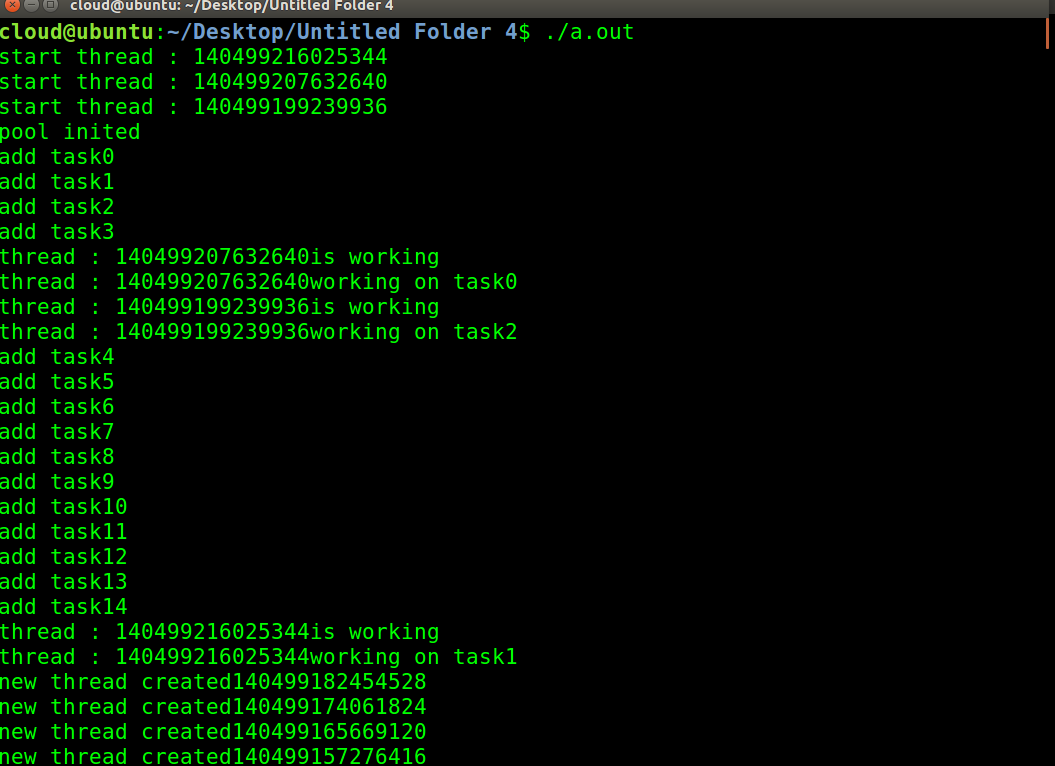 cloud@ubuntu: ~/Desktop/Untitled Folder 4
cloud@ubuntu:~/Desktop/Untitled Folder 4$ ./a.out
start thread : 140499216025344
start thread : 140499207632640
start thread : 140499199239936
pool inited
add task0
add task1
add task2
add task3
thread : 140499207632640is working
thread : 140499207632640working on task0
thread : 140499199239936is working
thread : 140499199239936working on task2
add task4
add task5
add task6
add task7
add task8
add task9
add task10
add task11
add task12
add task13
add task14
thread : 140499216025344is working
thread : 140499216025344working on task1
new thread created140499182454528
new thread created140499174061824
new thread created140499165669120
new thread created140499157276416